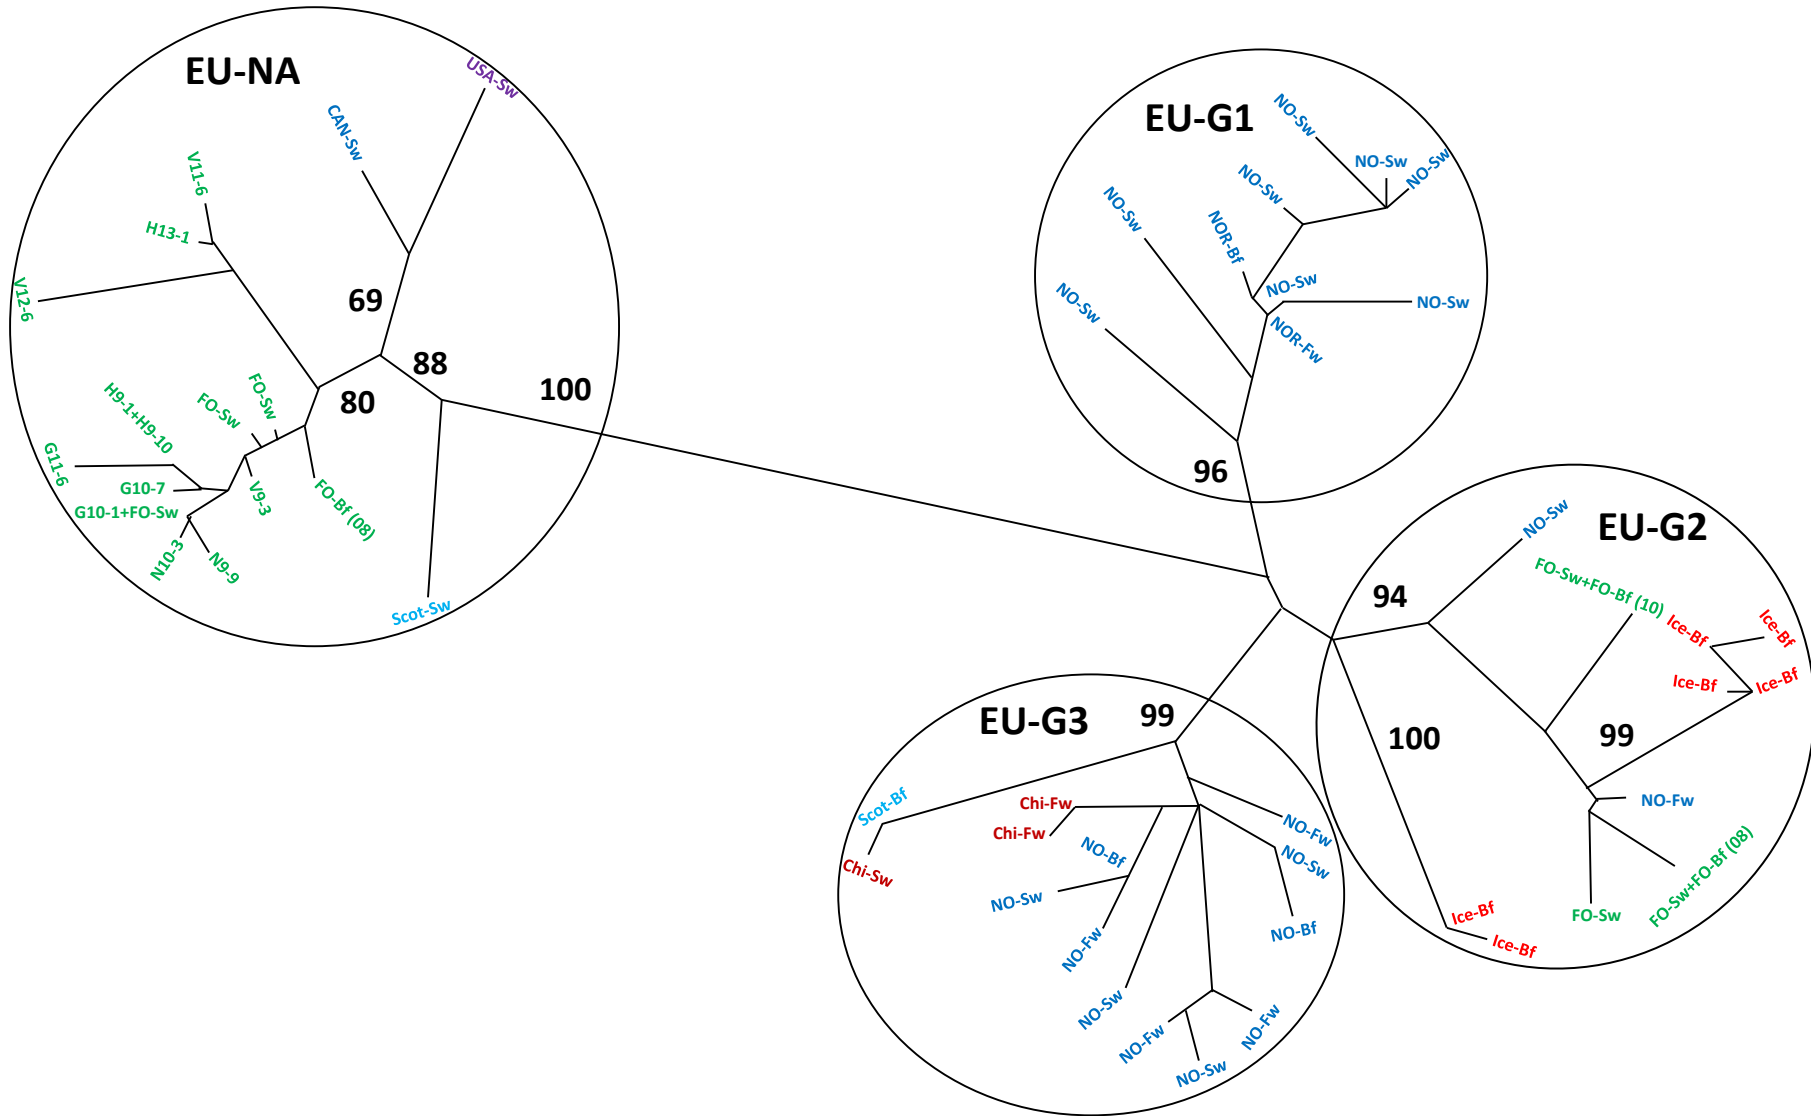 EU-NA
USA-Sw
CAN-Sw
V11-6
H13-1
V12-6
69
88
100
80
FO-Sw
FO-Sw
H9-1+H9-10
G11-6
G10-7
G10-1+FO-Sw
V9-3
FO-Bf (08)
N10-3
N9-9
Scot-Sw
EU-G1
NO-Sw
NO-Sw
NO-Sw
NO-Sw
NO-Sw
NOR-Bf
NO-Sw
NO-Sw
NO-Sw
NOR-Fw
96
EU-G2
NO-Sw
94
FO-Sw+FO-Bf (10)
Ice-Bf
Ice-Bf
Ice-Bf
Ice-Bf
100
99
NO-Fw
FO-Sw+FO-Bf (08)
FO-Sw
Ice-Bf
Ice-Bf
EU-G3
99
Scot-Bf
Chi-Sw
Chi-Fw
Chi-Fw
NO-Fw
NO-Sw
NO-Bf
NO-Bf
NO-Sw
NO-Fw
NO-Sw
NO-Fw
NO-Fw
NO-Sw